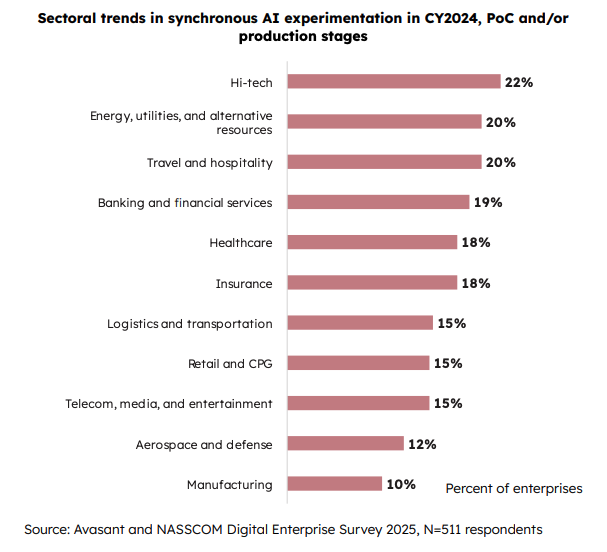 Sectoral trends in synchronous AI experimentation in CY2024, PoC and/or
production stages
Hi-tech 22%
Energy, utilities, and alternative
resources 20%
Travel and hospitality 20%
Banking and financial services 19%
Healthcare 18%
Insurance 18%
Logistics and transportation 15%
Retail and CPG 15%
Telecom, media, and entertainment 15%
Aerospace and defense 12%
Manufacturing 10%
Percent of enterprises
Source: Avasant and NASSCOM Digital Enterprise Survey 2025, N=511 respondents